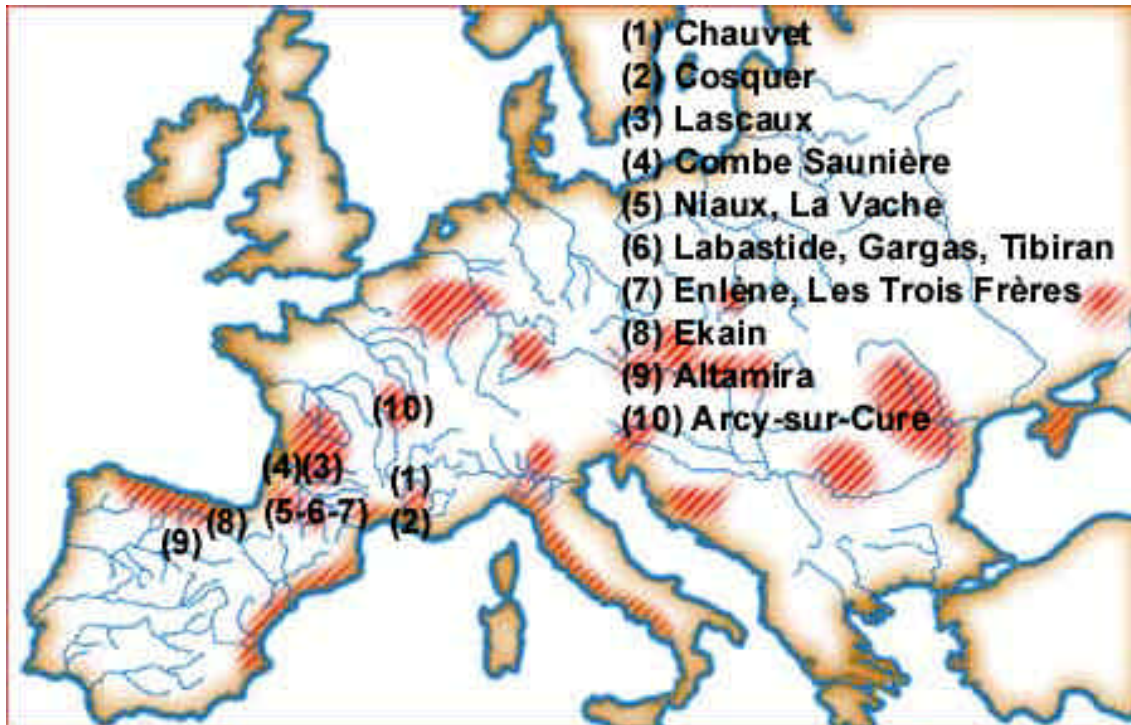 (1) Chauvet
(2) Cosquer
(3) Lascaux
(4) Combe Saunière
(5) Niaux, La Vache
(6) Labastide, Gargas, Tibiran
(7) Enlène, Les Trois Frères
(8) Ekain
(9) Altamira
(10) Arcy-sur-Cure
(10)
(4)(3)
(1)
(5-6-7)
(2)
(8)
(9)